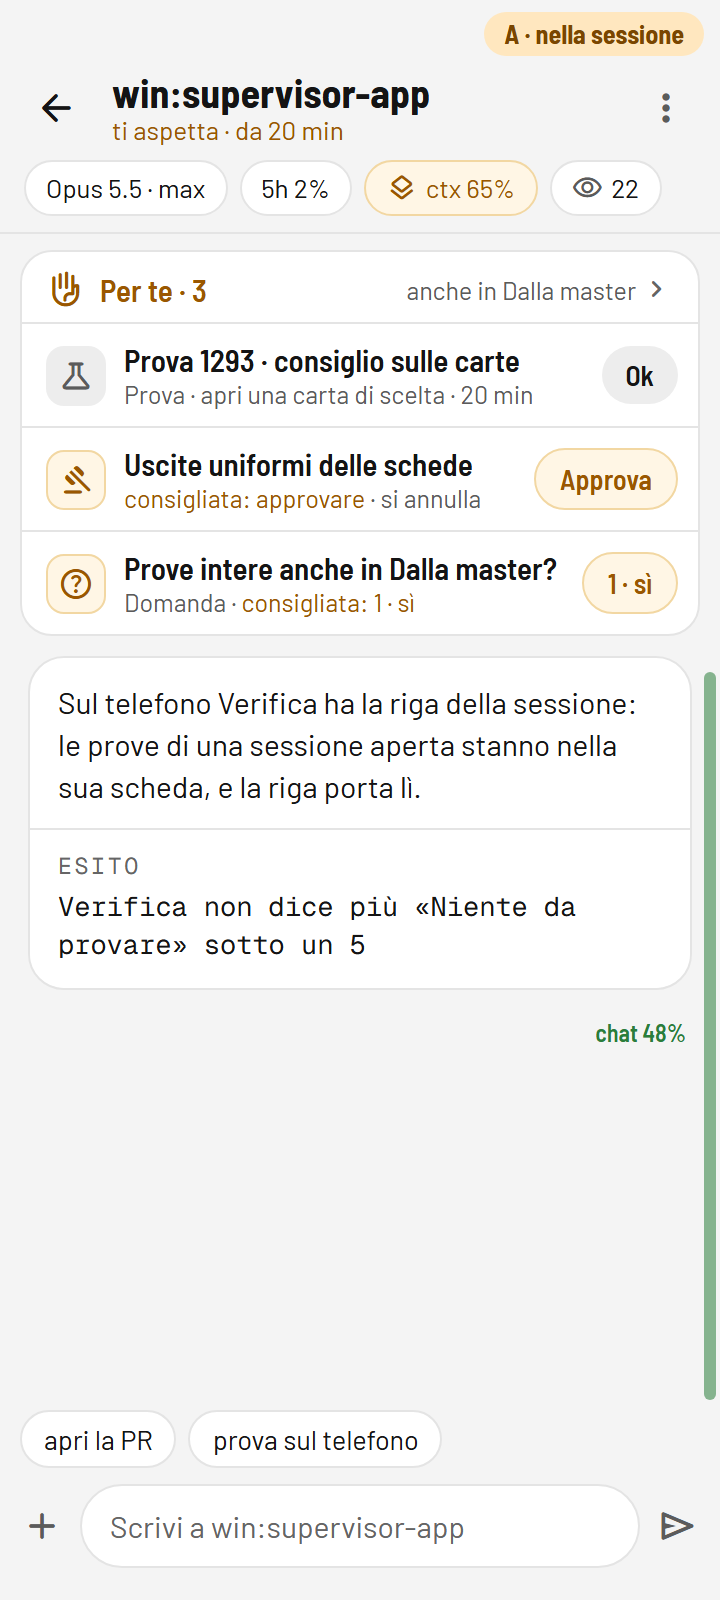 A · nella sessione
win:supervisor-app
ti aspetta · da 20 min
Opus 5.5 · max
5h 2%
ctx 65%
22
Per te · 3
anche in Dalla master
Prova 1293 · consiglio sulle carte
Prova · apri una carta di scelta · 20 min
Ok
Uscite uniformi delle schede
consigliata: approvare · si annulla
Approva
Prove intere anche in Dalla master?
Domanda · consigliata: 1 · sì
1 · sì
Sul telefono Verifica ha la riga della sessione:
le prove di una sessione aperta stanno nella
sua scheda, e la riga porta lì.
ESITO
Verifica non dice più «Niente da
provare» sotto un 5
chat 48%
apri la PR
prova sul telefono
Scrivi a win:supervisor-app